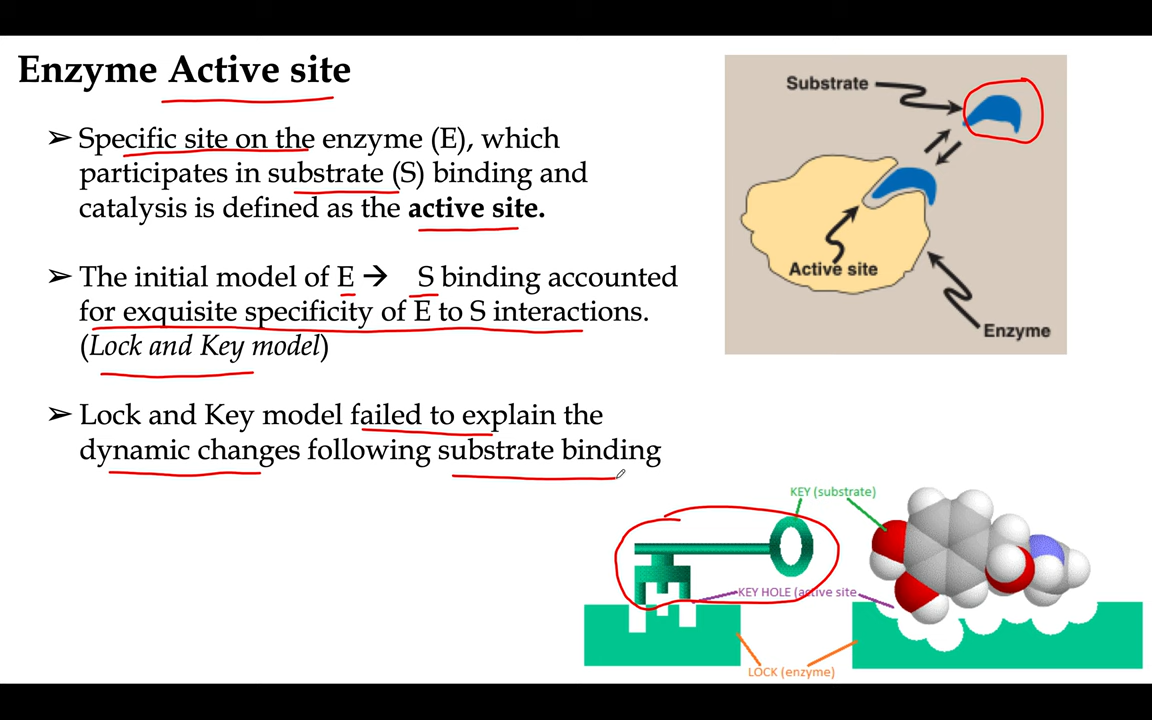 Enzyme Active site
➢ Specific site on the enzyme (E), which
participates in substrate (S) binding and
catalysis is defined as the active site.
➢ The initial model of E → S binding accounted
for exquisite specificity of E to S interactions.
(Lock and Key model)
➢ Lock and Key model failed to explain the
dynamic changes following substrate binding
Substrate
Active site
Enzyme
KEY (substrate)
KEY HOLE (active site
LOCK (enzyme)